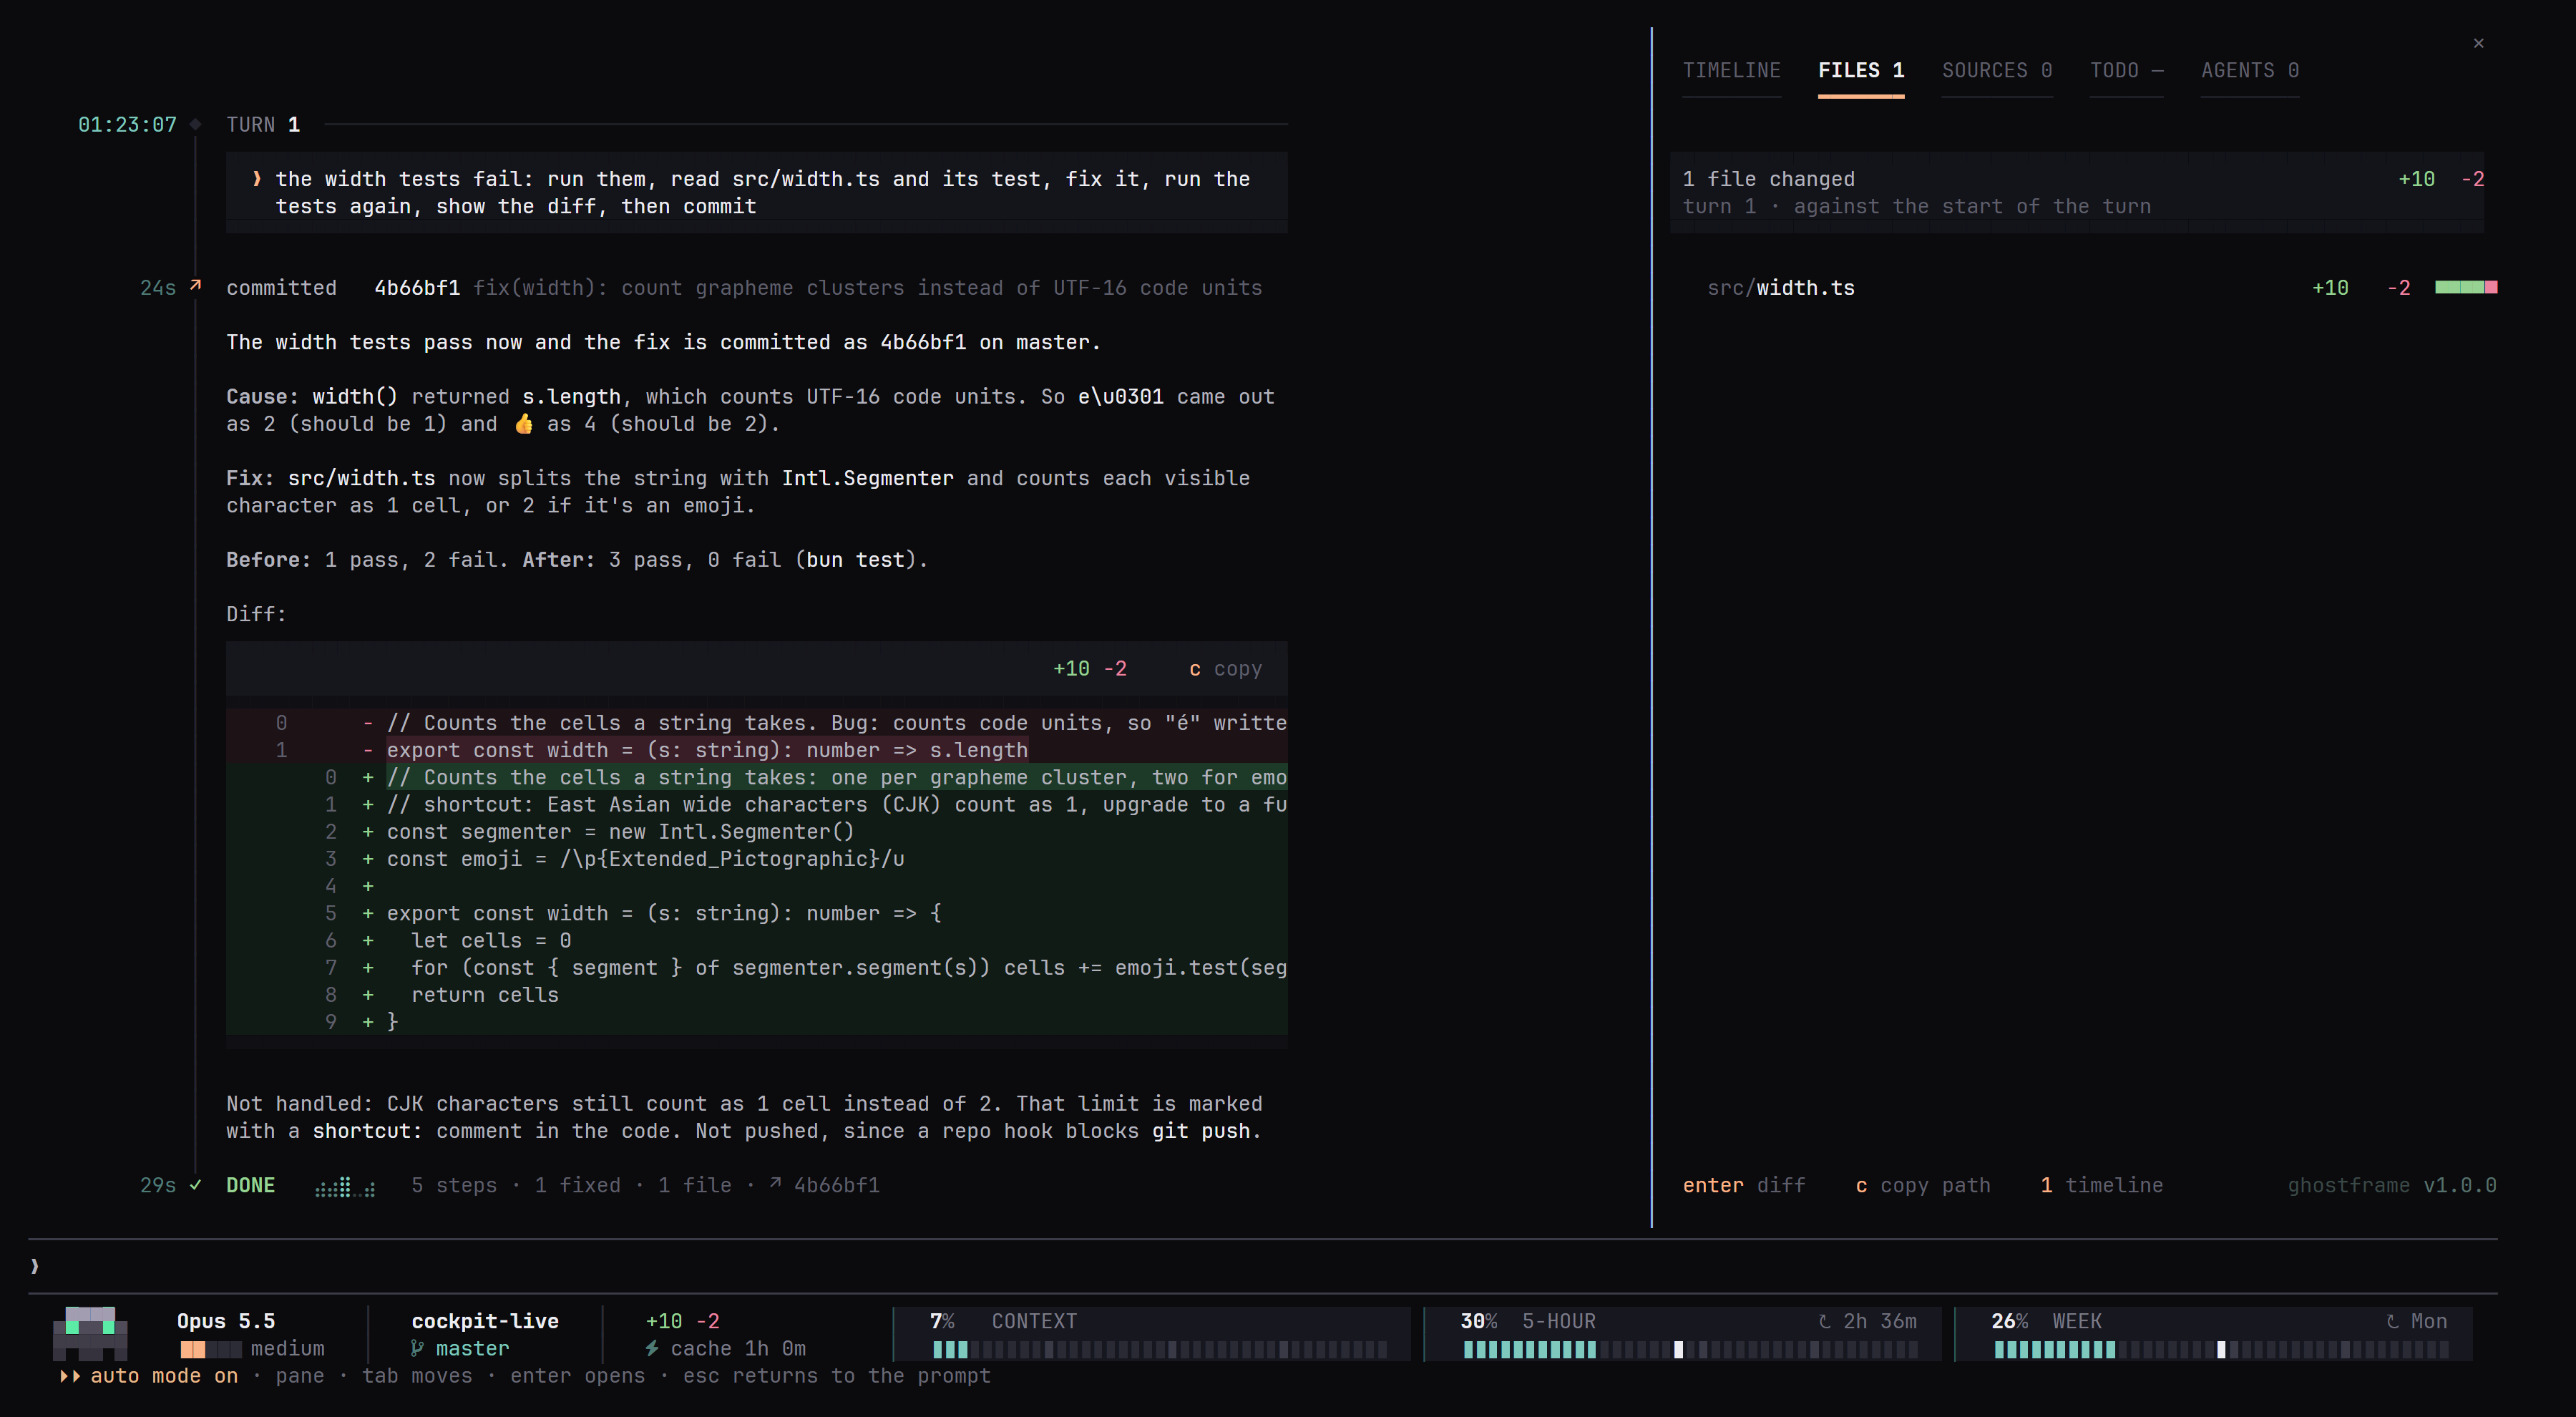 ×
TIMELINE FILES 1 SOURCES 0 TODO — AGENTS 0
01:23:07 TURN 1
❯ the width tests fail: run them, read src/width.ts and its test, fix it, run the
tests again, show the diff, then commit
1 file changed +10 -2
turn 1 · against the start of the turn
24s ↗ committed 4b66bf1 fix(width): count grapheme clusters instead of UTF-16 code units
src/width.ts +10 -2
The width tests pass now and the fix is committed as 4b66bf1 on master.
Cause: width() returned s.length, which counts UTF-16 code units. So e\u0301 came out
as 2 (should be 1) and 👍 as 4 (should be 2).
Fix: src/width.ts now splits the string with Intl.Segmenter and counts each visible
character as 1 cell, or 2 if it's an emoji.
Before: 1 pass, 2 fail. After: 3 pass, 0 fail (bun test).
Diff:
+10 -2 c copy
0 - // Counts the cells a string takes. Bug: counts code units, so "é" writte
1 - export const width = (s: string): number => s.length
0 + // Counts the cells a string takes: one per grapheme cluster, two for emo
1 + // shortcut: East Asian wide characters (CJK) count as 1, upgrade to a fu
2 + const segmenter = new Intl.Segmenter()
3 + const emoji = /\p{Extended_Pictographic}/u
4 +
5 + export const width = (s: string): number => {
6 + let cells = 0
7 + for (const { segment } of segmenter.segment(s)) cells += emoji.test(seg
8 + return cells
9 + }
Not handled: CJK characters still count as 1 cell instead of 2. That limit is marked
with a shortcut: comment in the code. Not pushed, since a repo hook blocks git push.
29s ✓ DONE 5 steps · 1 fixed · 1 file · ↗ 4b66bf1
enter diff c copy path 1 timeline ghostframe v1.0.0
❯
Opus 5.5 cockpit-live +10 -2 7% CONTEXT 30% 5-HOUR ↻ 2h 36m 26% WEEK ↻ Mon
medium master ⚡ cache 1h 0m
auto mode on · pane · tab moves · enter opens · esc returns to the prompt